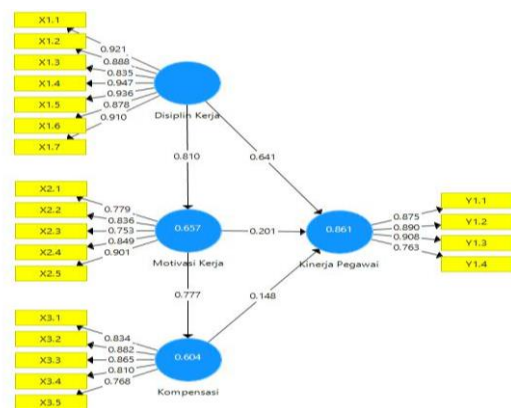 X1.1
X1.2
X1.3
X1.4
X1.5
X1.6
X1.7
0.921
0.888
0.835
0.947
0.936
0.878
0.910
Disiplin Kerja
0.810
0.641
X2.1
X2.2
X2.3
X2.4
X2.5
0.779
0.836
0.753
0.849
0.901
0.657
Motivasi Kerja
0.201
0.861
Kinerja Pegawai
0.875
0.890
0.908
0.763
Y1.1
Y1.2
Y1.3
Y1.4
0.777
0.148
X3.1
X3.2
X3.3
X3.4
X3.5
0.834
0.882
0.865
0.810
0.768
0.604
Kompensasi